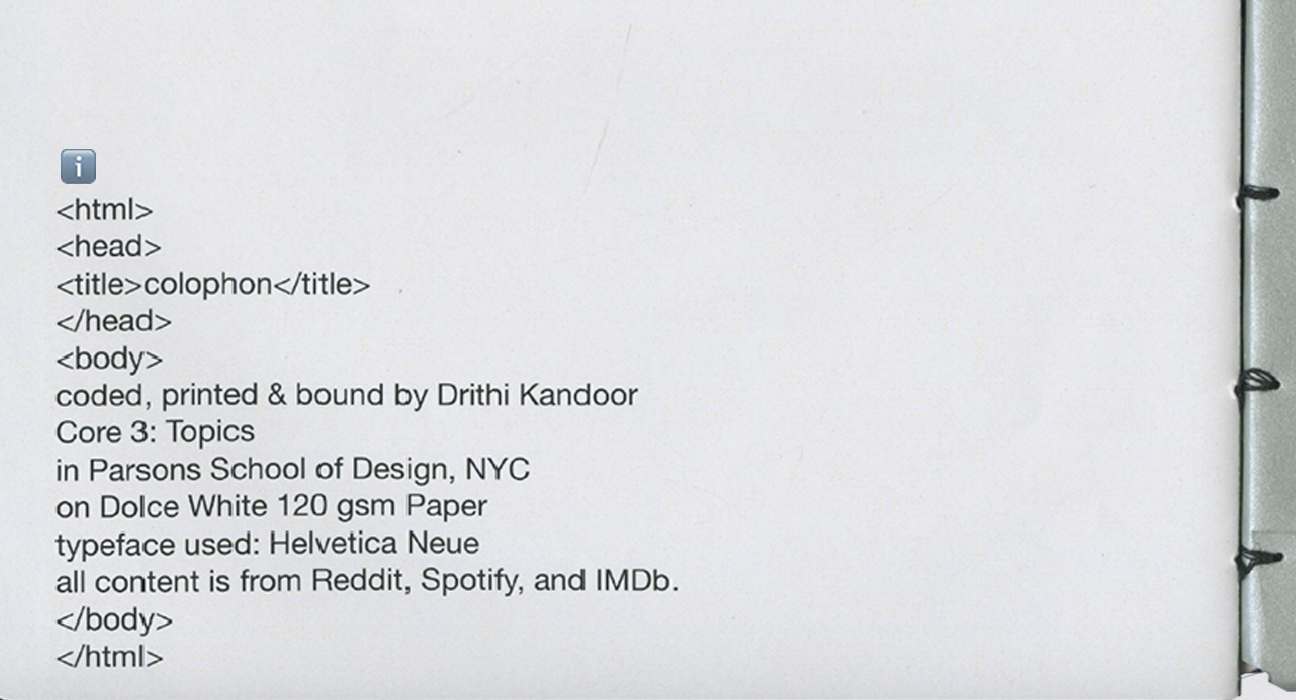 ℹ️
<html>
<head>
<title>colophon</title>
</head>
<body>
coded, printed & bound by Drithi Kandoor
Core 3: Topics
in Parsons School of Design, NYC
on Dolce White 120 gsm Paper
typeface used: Helvetica Neue
all content is from Reddit, Spotify, and IMDb.
</body>
</html>